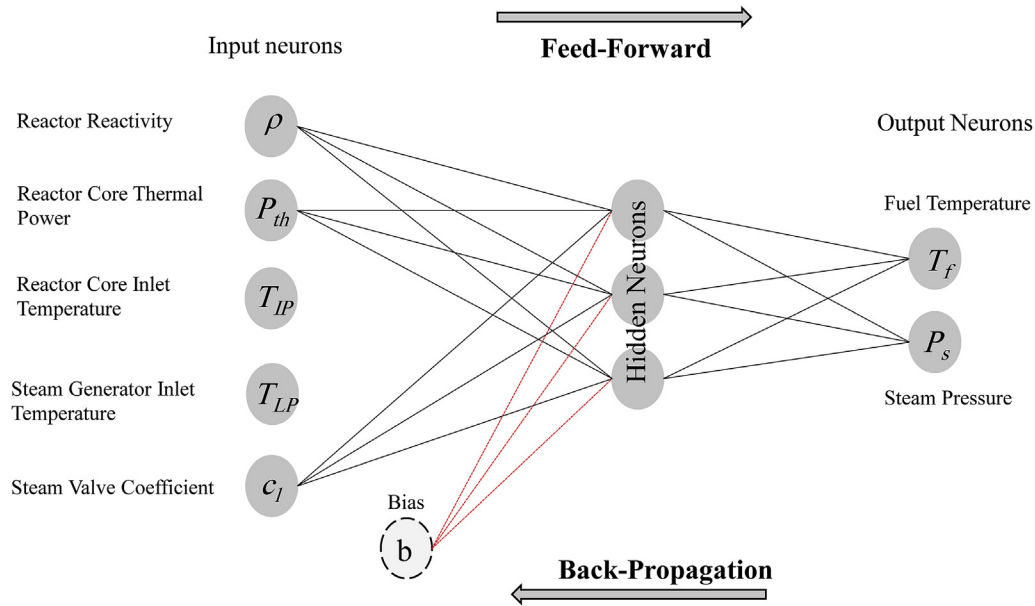 Feed-Forward
Input neurons
Reactor Reactivity
ρ
Output Neurons
Reactor Core Thermal
Power
P_th
Fuel Temperature
T_f
Hidden Neurons
Reactor Core Inlet
Temperature
T_IP
P_s
Steam Pressure
Steam Generator Inlet
Temperature
T_LP
Steam Valve Coefficient
c_l
Bias
b
Back-Propagation